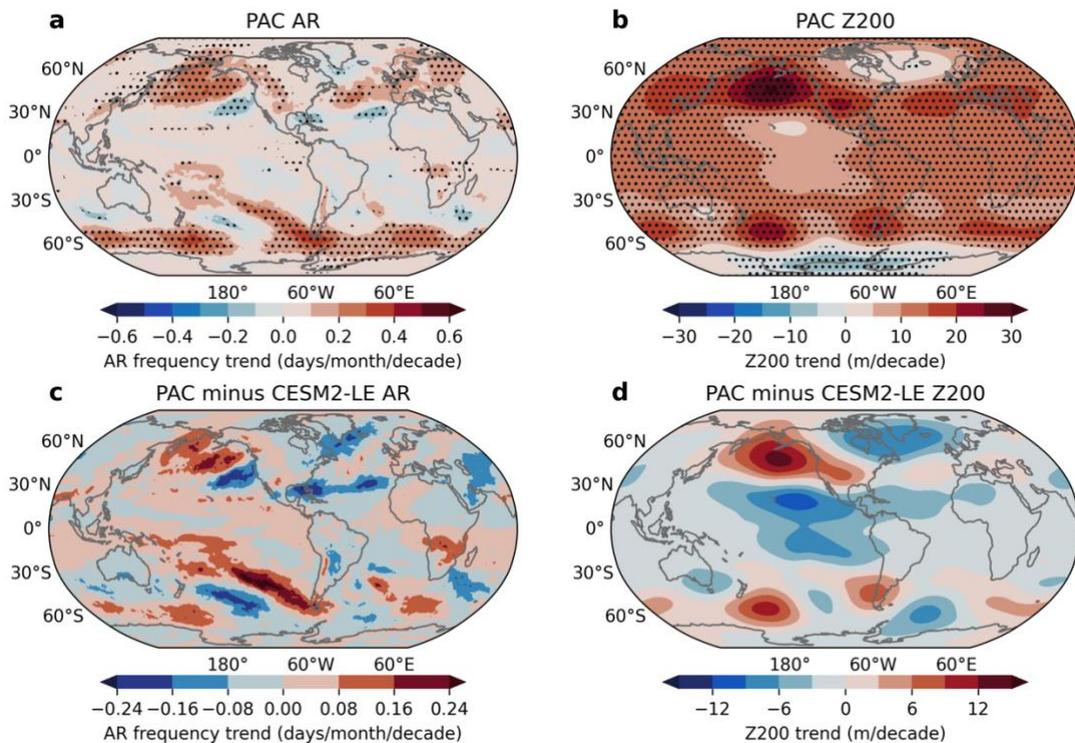 a PAC AR
60°N
30°N
0°
30°S
60°S
180° 60°W 60°E
−0.6 −0.4 −0.2 0.0 0.2 0.4 0.6
AR frequency trend (days/month/decade)
b PAC Z200
60°N
30°N
0°
30°S
60°S
180° 60°W 60°E
−30 −20 −10 0 10 20 30
Z200 trend (m/decade)
c PAC minus CESM2-LE AR
60°N
30°N
0°
30°S
60°S
180° 60°W 60°E
−0.24 −0.16 −0.08 0.00 0.08 0.16 0.24
AR frequency trend (days/month/decade)
d PAC minus CESM2-LE Z200
60°N
30°N
0°
30°S
60°S
180° 60°W 60°E
−12 −6 0 6 12
Z200 trend (m/decade)